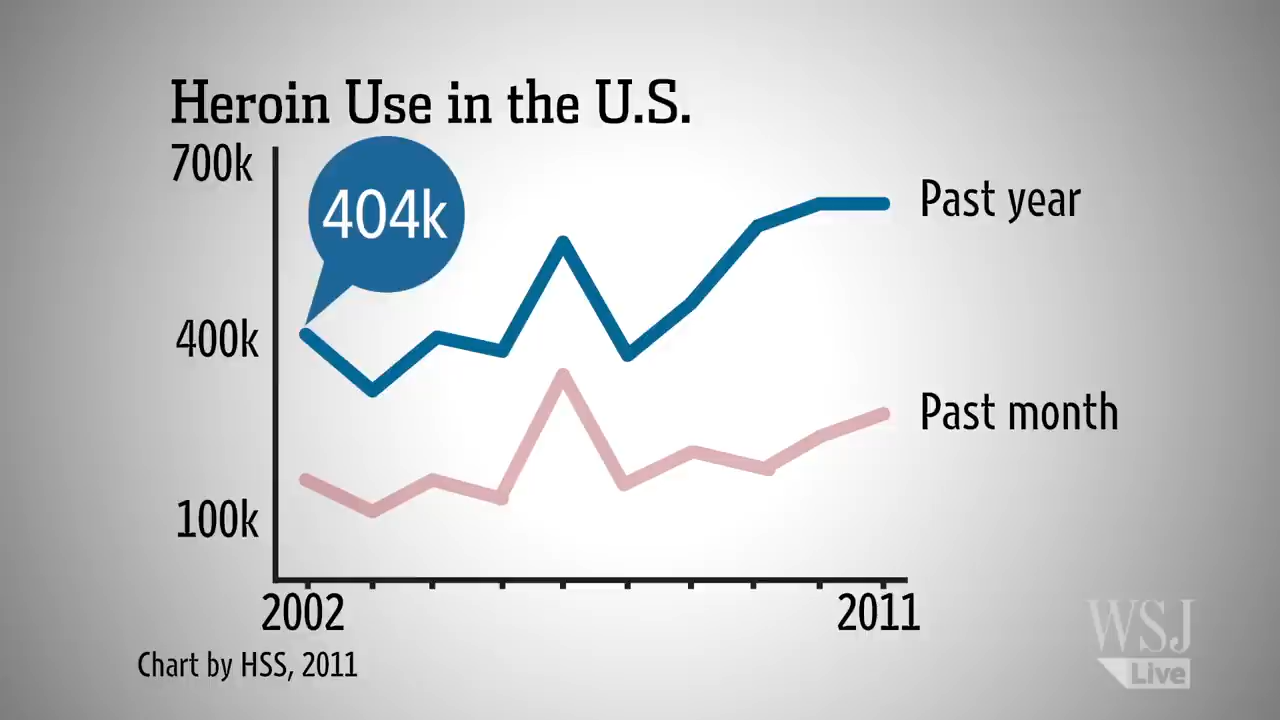 Heroin Use in the U.S.
700k
404k
Past year
400k
Past month
100k
2002
2011
Chart by HSS, 2011
WSJ
Live